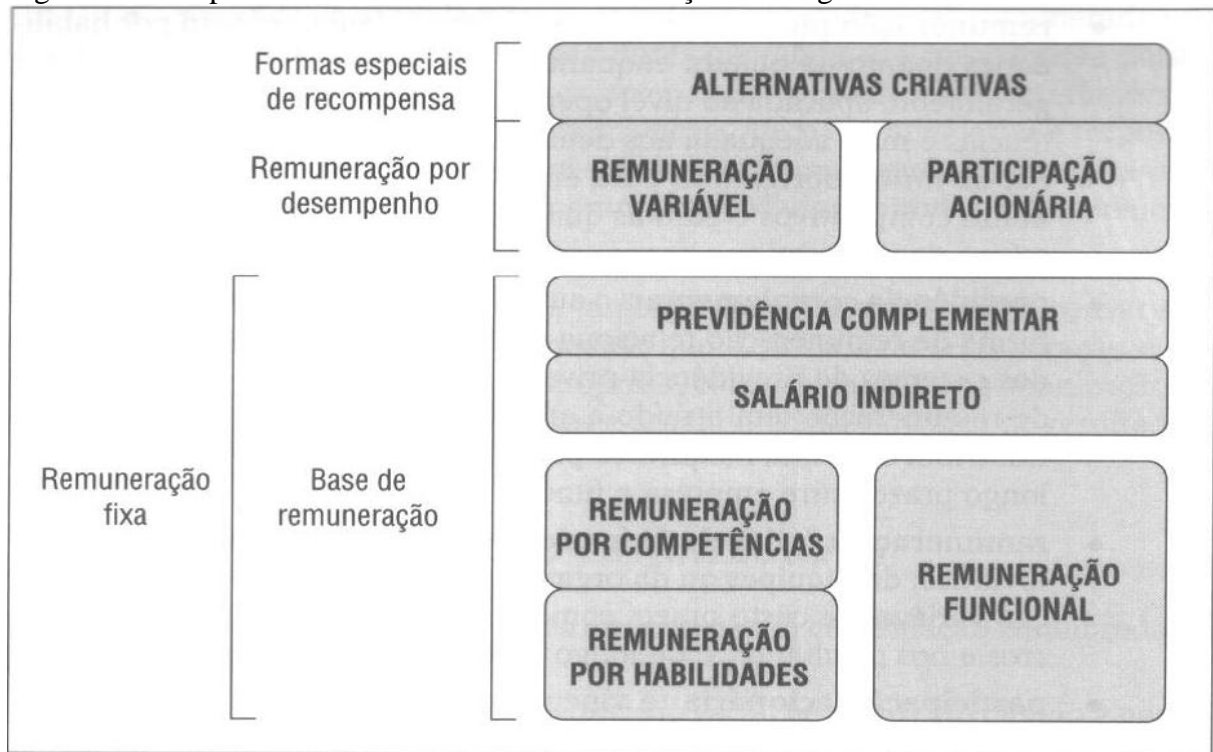 Formas especiais
de recompensa
ALTERNATIVAS CRIATIVAS
Remuneração por
desempenho
REMUNERAÇÃO
VARIÁVEL
PARTICIPAÇÃO
ACIONÁRIA
Remuneração
fixa
Base de
remuneração
PREVIDÊNCIA COMPLEMENTAR
SALÁRIO INDIRETO
REMUNERAÇÃO
POR COMPETÊNCIAS
REMUNERAÇÃO
POR HABILIDADES
REMUNERAÇÃO
FUNCIONAL